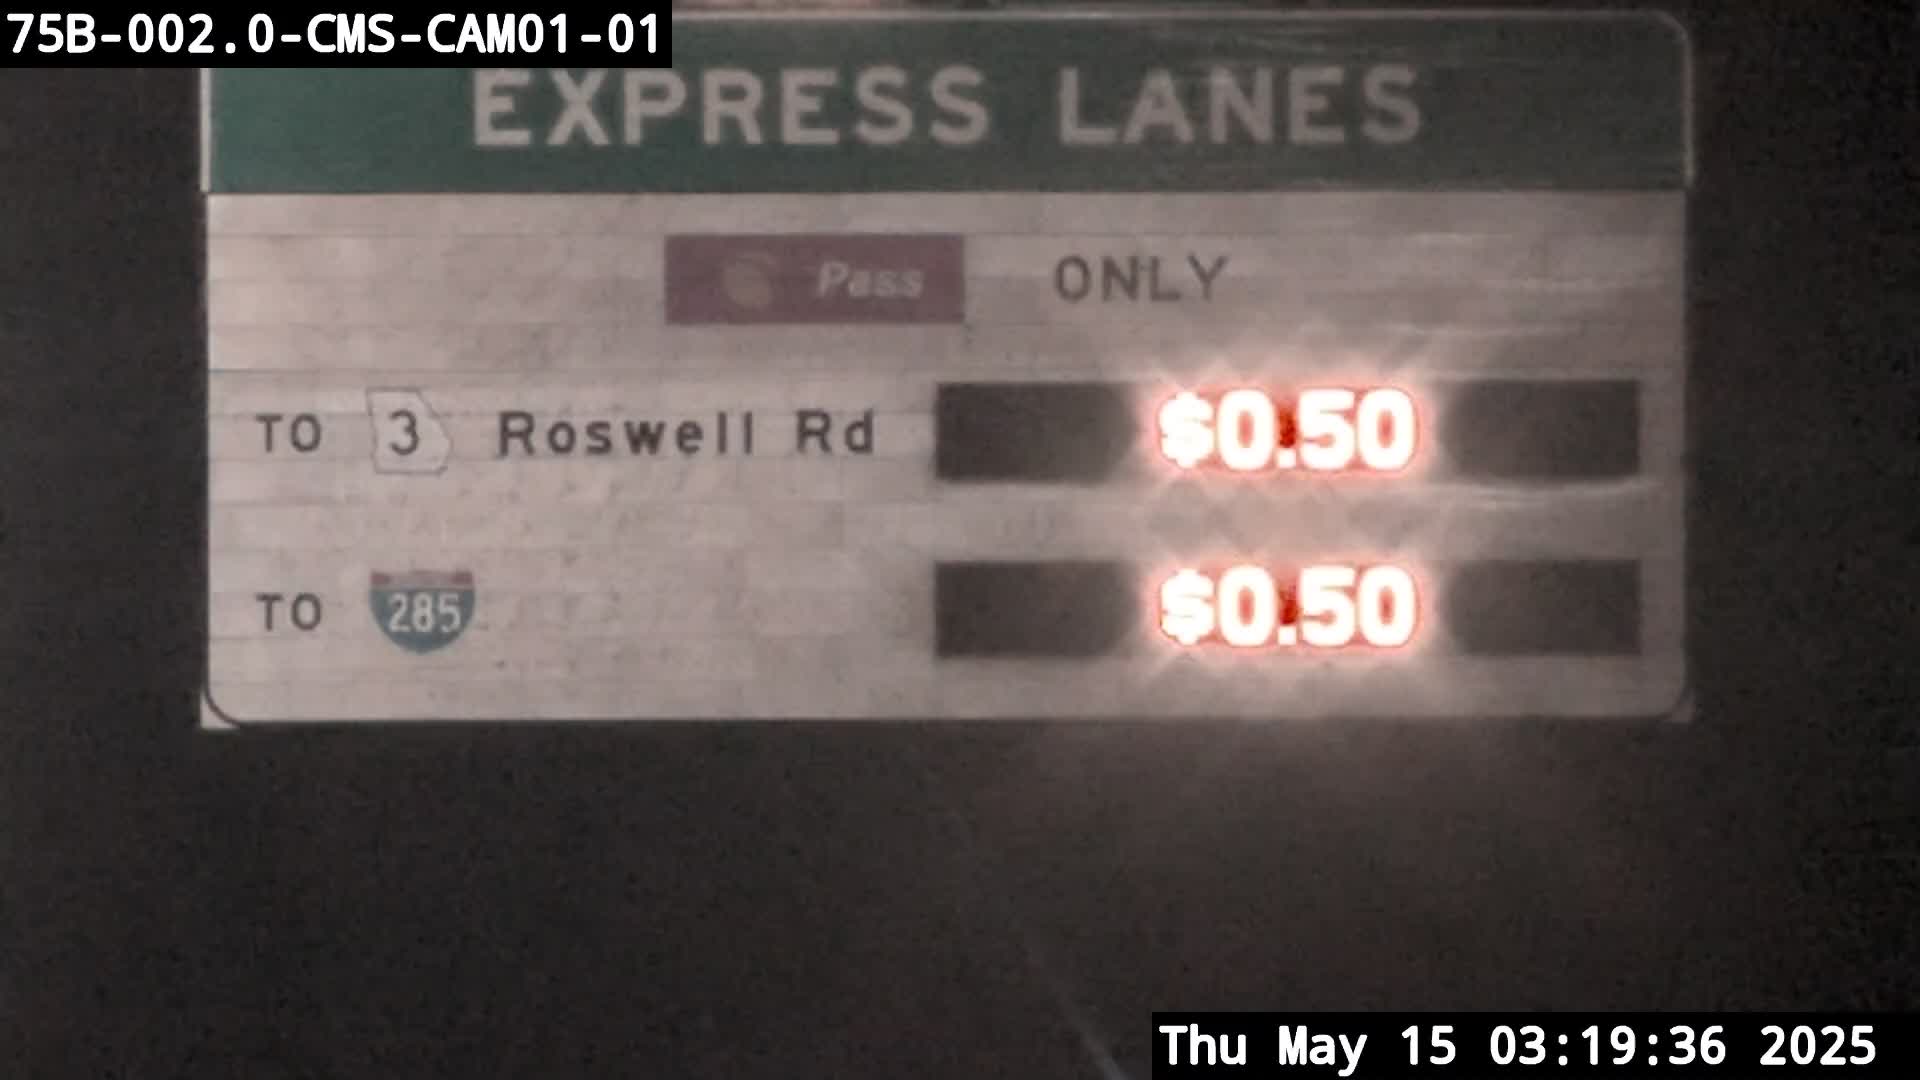 75B-002.0-CMS-CAM01-01
EXPRESS LANES
Pass ONLY
TO 3 Roswell Rd $0.50
TO 285 $0.50
Thu May 15 03:19:36 2025